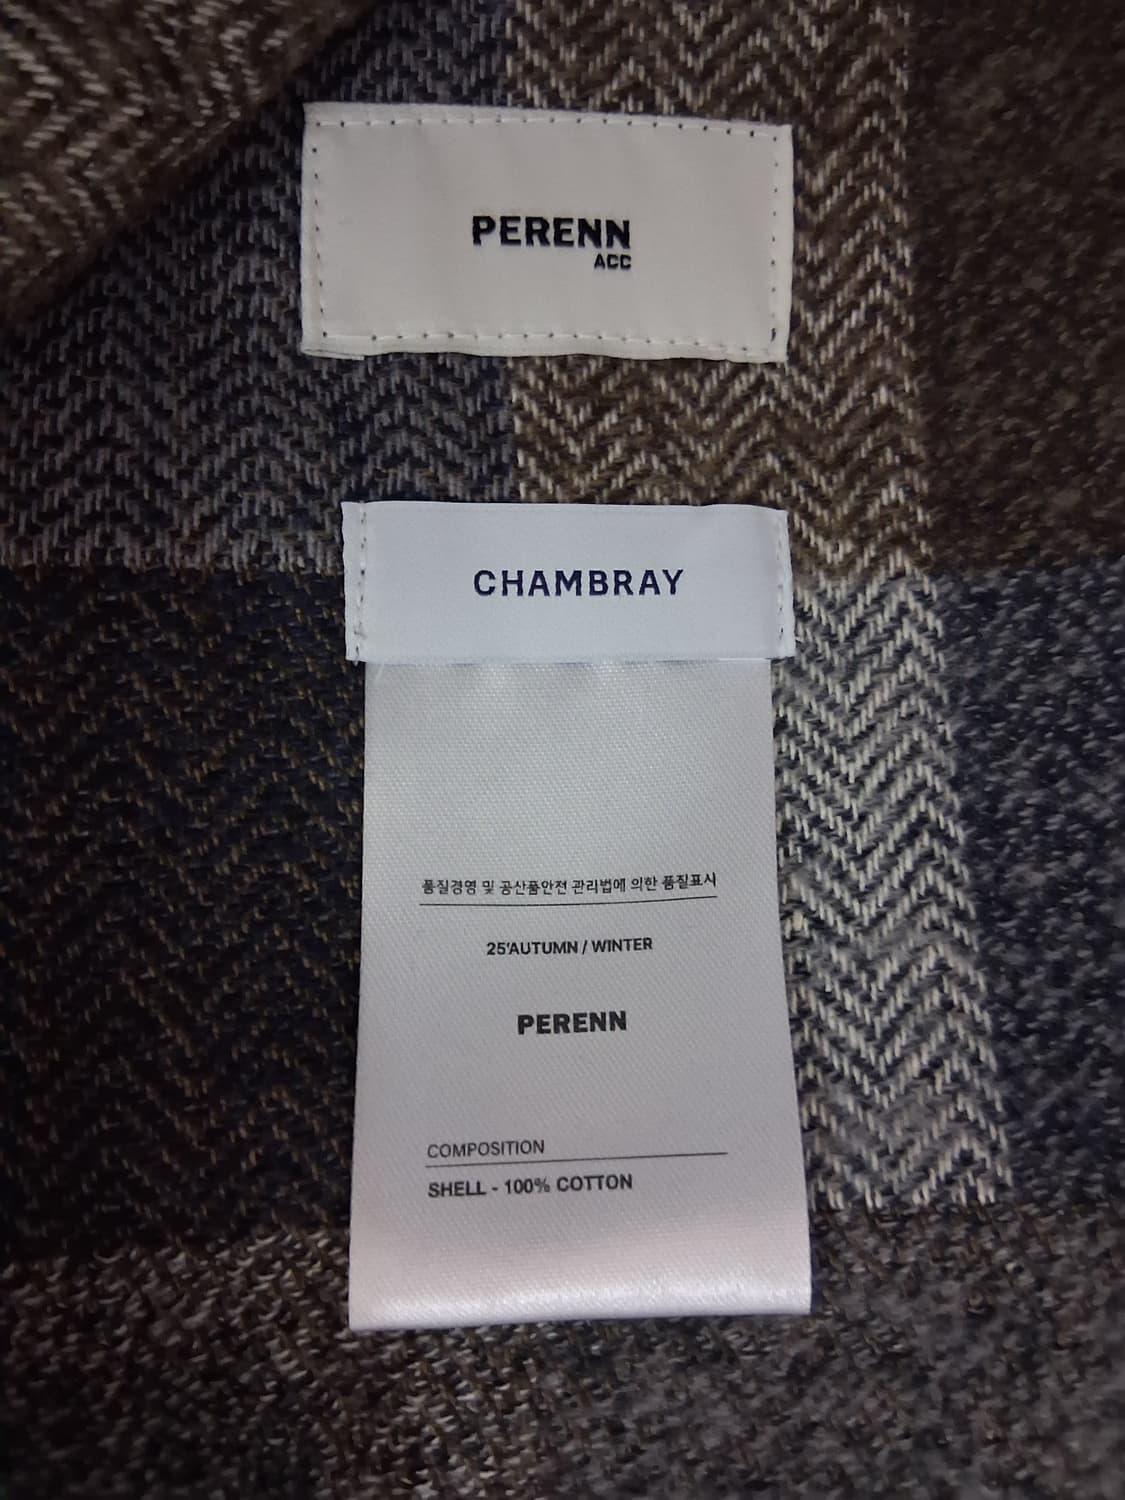 PERENN
ACC
CHAMBRAY
품질경영 및 공산품안전 관리법에 의한 품질표시
25'AUTUMN / WINTER
PERENN
COMPOSITION
SHELL - 100% COTTON